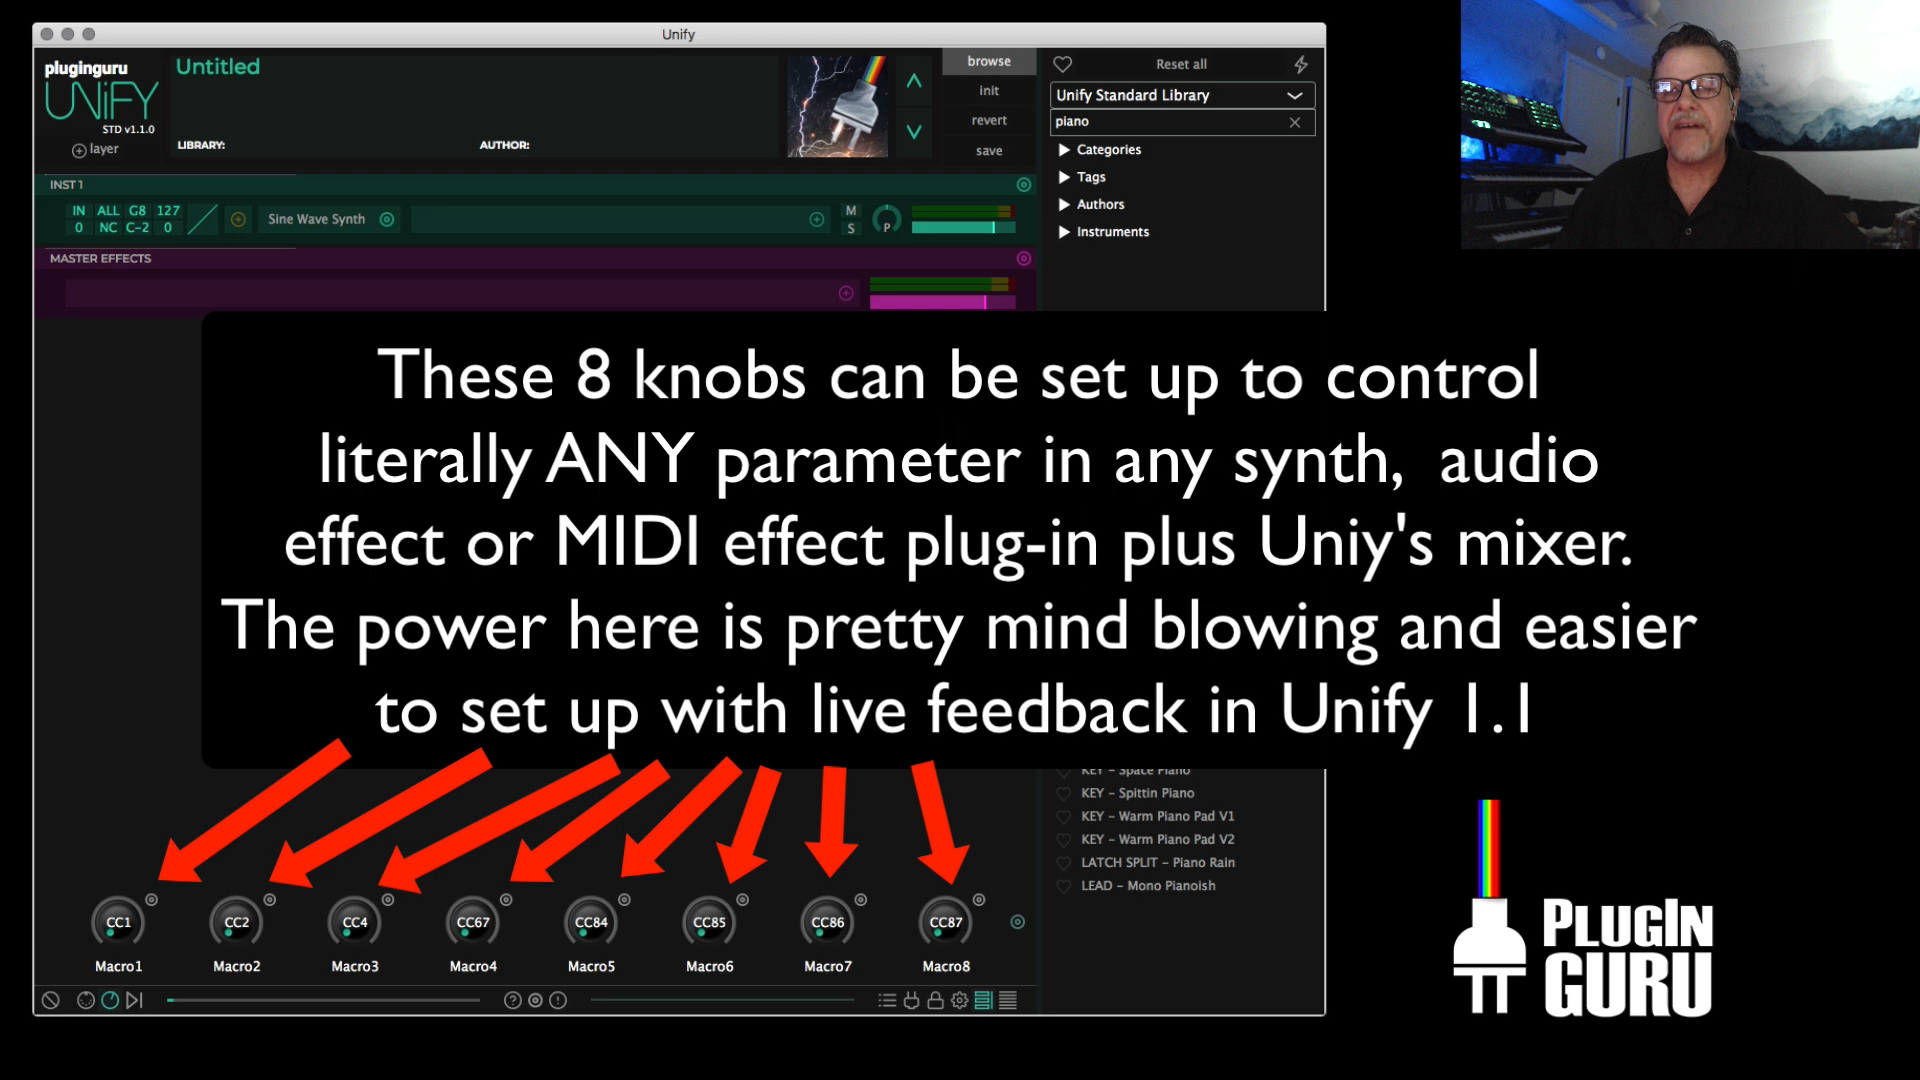 Unify
pluginguru
UNiFY
STD v1.1.0
layer
Untitled
LIBRARY:
AUTHOR:
browse
init
revert
save
Reset all
Unify Standard Library
piano
Categories
Tags
Authors
Instruments
INST 1
IN ALL G8 127
0 NC C-2 0
Sine Wave Synth
M
S
P
MASTER EFFECTS
These 8 knobs can be set up to control
literally ANY parameter in any synth, audio
effect or MIDI effect plug-in plus Uniy's mixer.
The power here is pretty mind blowing and easier
to set up with live feedback in Unify 1.1
KEY - Space Piano
KEY - Spittin Piano
KEY - Warm Piano Pad V1
KEY - Warm Piano Pad V2
LATCH SPLIT - Piano Rain
LEAD - Mono Pianoish
CC1 CC2 CC4 CC67 CC84 CC85 CC86 CC87
Macro1 Macro2 Macro3 Macro4 Macro5 Macro6 Macro7 Macro8
PLUGIN
GURU